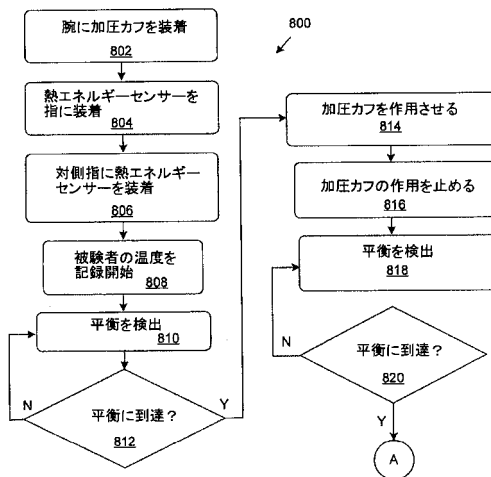 800
腕に加圧カフを装着
802
熱エネルギーセンサーを
指に装着
804
対側指に熱エネルギー
センサーを装着
806
被験者の温度を
記録開始
808
平衡を検出
810
N
平衡に到達？
Y
812
加圧カフを作用させる
814
加圧カフの作用を止める
816
平衡を検出
818
N
平衡に到達？
820
Y
A